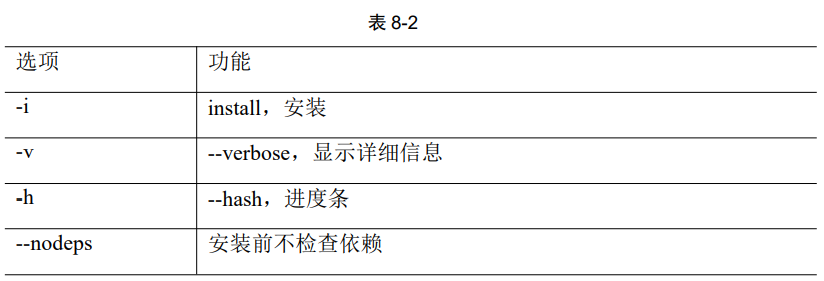 表 8-2
选项 功能
-i install，安装
-v --verbose，显示详细信息
-h --hash，进度条
--nodeps 安装前不检查依赖